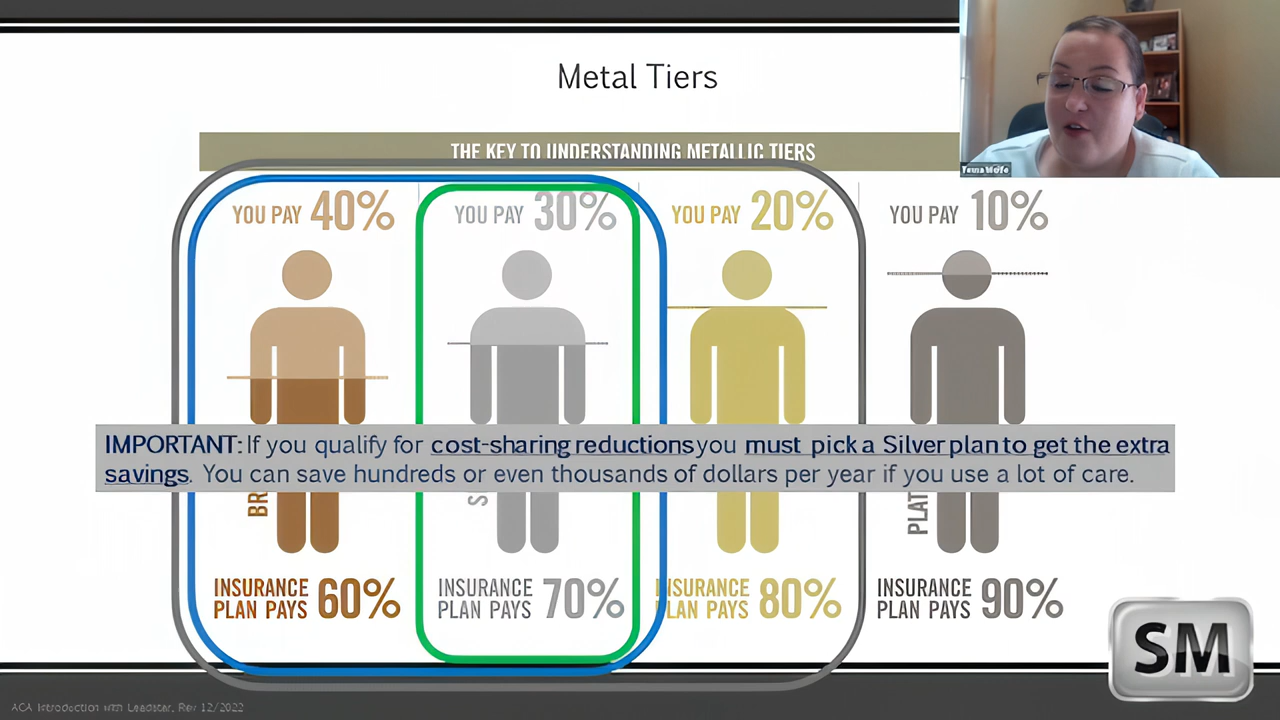 Metal Tiers
THE KEY TO UNDERSTANDING METALLIC TIERS
YOU PAY 40%
YOU PAY 30%
YOU PAY 20%
YOU PAY 10%
IMPORTANT: If you qualify for cost-sharing reductions you must pick a Silver plan to get the extra
savings. You can save hundreds or even thousands of dollars per year if you use a lot of care.
BR
S
PLAT
INSURANCE
PLAN PAYS 60%
INSURANCE
PLAN PAYS 70%
INSURANCE
PLAN PAYS 80%
INSURANCE
PLAN PAYS 90%
SM
ACA Introduction with Leadstar, Rev 12/2022